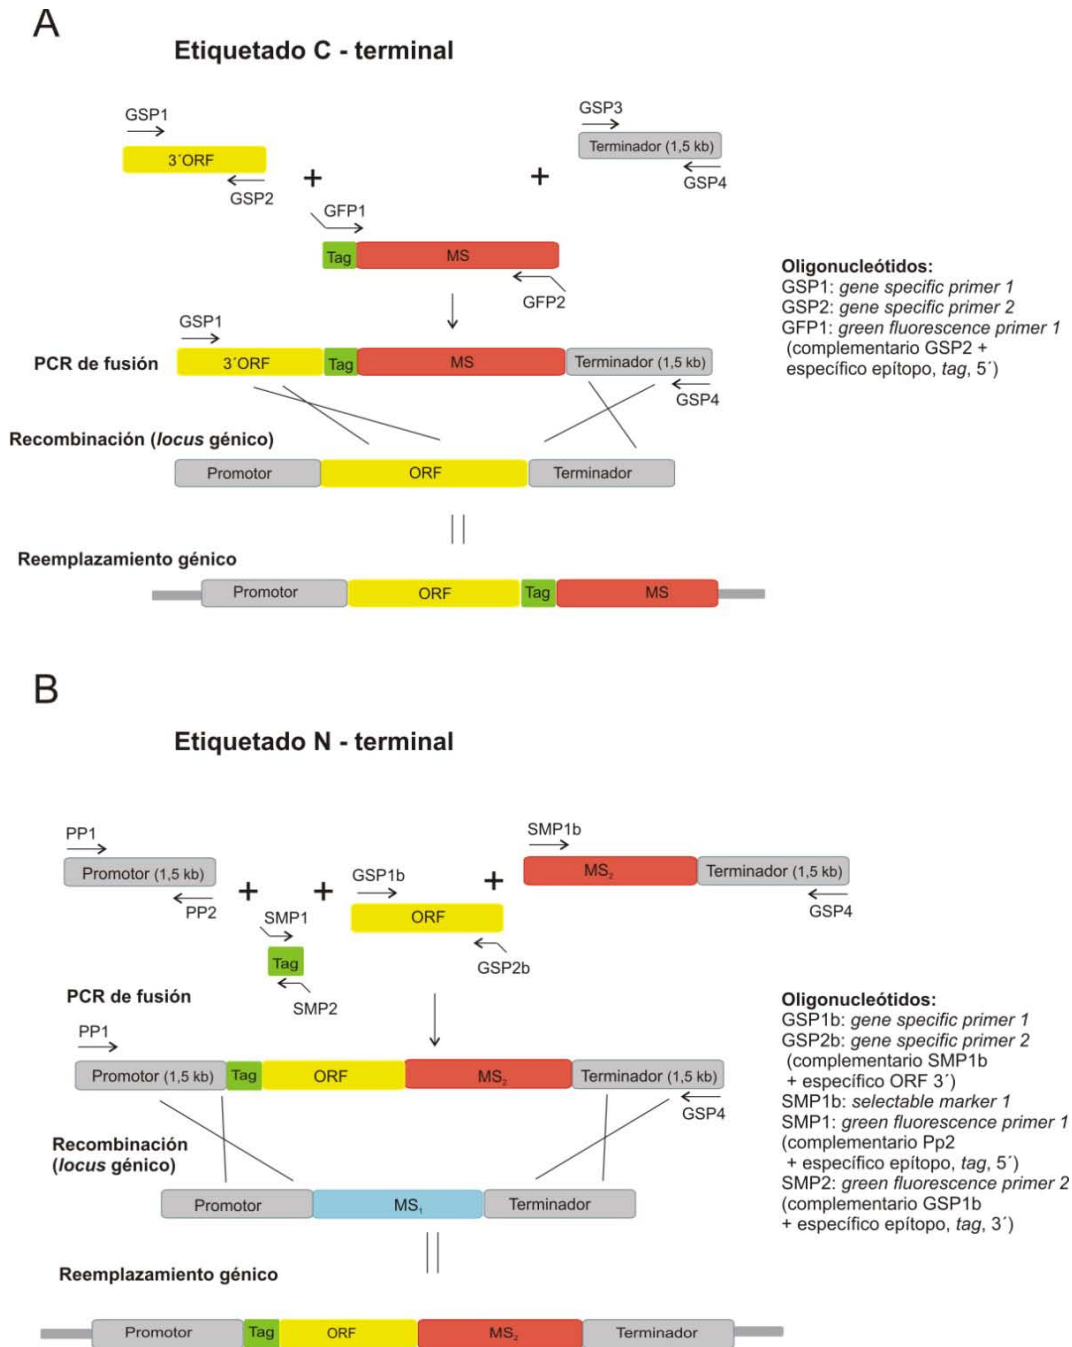 A
Etiquetado C - terminal
GSP1
3´ORF
GSP2
+
GFP1
Tag
MS
GFP2
+
GSP3
Terminador (1,5 kb)
GSP4
Oligonucleótidos:
GSP1: gene specific primer 1
GSP2: gene specific primer 2
GFP1: green fluorescence primer 1
(complementario GSP2 +
específico epítopo, tag, 5´)
PCR de fusión
GSP1
3´ORF
Tag
MS
Terminador (1,5 kb)
GSP4
Recombinación (locus génico)
Promotor
ORF
Terminador
Reemplazamiento génico
Promotor
ORF
Tag
MS
B
Etiquetado N - terminal
PP1
Promotor (1,5 kb)
PP2
+
SMP1
Tag
SMP2
+
GSP1b
ORF
GSP2b
+
SMP1b
MS₂
Terminador (1,5 kb)
GSP4
PCR de fusión
PP1
Promotor (1,5 kb)
Tag
ORF
MS₂
Terminador (1,5 kb)
GSP4
Oligonucleótidos:
GSP1b: gene specific primer 1
GSP2b: gene specific primer 2
(complementario SMP1b
+ específico ORF 3´)
SMP1b: selectable marker 1
SMP1: green fluorescence primer 1
(complementario Pp2
+ específico epítopo, tag, 5´)
SMP2: green fluorescence primer 2
(complementario GSP1b
+ específico epítopo, tag, 3´)
Recombinación
(locus génico)
Promotor
MS₁
Terminador
Reemplazamiento génico
Promotor
Tag
ORF
MS₂
Terminador